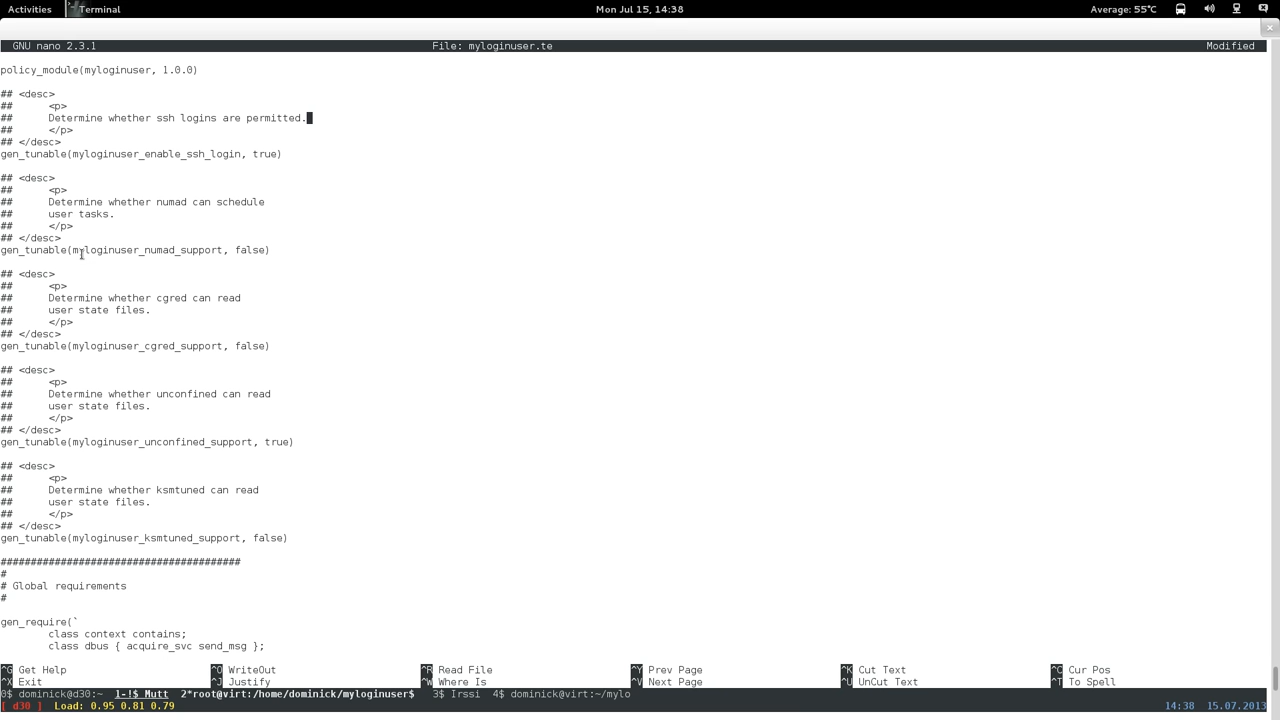 Activities Terminal Mon Jul 15, 14:38 Average: 55°C
GNU nano 2.3.1 File: myloginuser.te Modified
policy_module(myloginuser, 1.0.0)
## <desc>
## <p>
## Determine whether ssh logins are permitted.
## </p>
## </desc>
gen_tunable(myloginuser_enable_ssh_login, true)
## <desc>
## <p>
## Determine whether numad can schedule
## user tasks.
## </p>
## </desc>
gen_tunable(myloginuser_numad_support, false)
## <desc>
## <p>
## Determine whether cgred can read
## user state files.
## </p>
## </desc>
gen_tunable(myloginuser_cgred_support, false)
## <desc>
## <p>
## Determine whether unconfined can read
## user state files.
## </p>
## </desc>
gen_tunable(myloginuser_unconfined_support, true)
## <desc>
## <p>
## Determine whether ksmtuned can read
## user state files.
## </p>
## </desc>
gen_tunable(myloginuser_ksmtuned_support, false)
########################################
#
# Global requirements
#
gen_require(`
class context contains;
class dbus { acquire_svc send_msg };
^G Get Help ^O WriteOut ^R Read File ^Y Prev Page ^K Cut Text ^C Cur Pos
^X Exit ^J Justify ^W Where Is ^V Next Page ^U UnCut Text ^T To Spell
0$ dominick@d30:~ 1-!$ Mutt 2*root@virt:/home/dominick/myloginuser$ 3$ Irssi 4$ dominick@virt:~/mylo
[ d30 ] Load: 0.95 0.81 0.79 14:38 15.07.2013